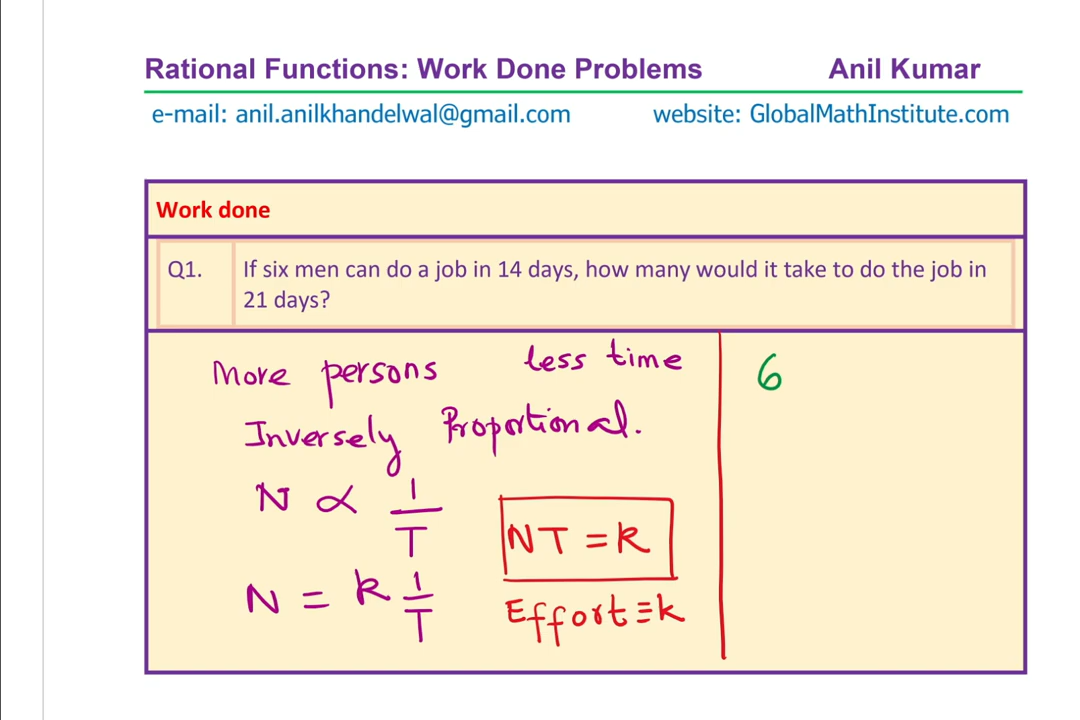 Rational Functions: Work Done Problems Anil Kumar
e-mail: anil.anilkhandelwal@gmail.com website: GlobalMathInstitute.com
Work done
Q1. If six men can do a job in 14 days, how many would it take to do the job in
21 days?
More persons less time
Inversely Proportional.
N ∝ 1/T
NT = k
N = k 1/T
Effort ≡ k
6